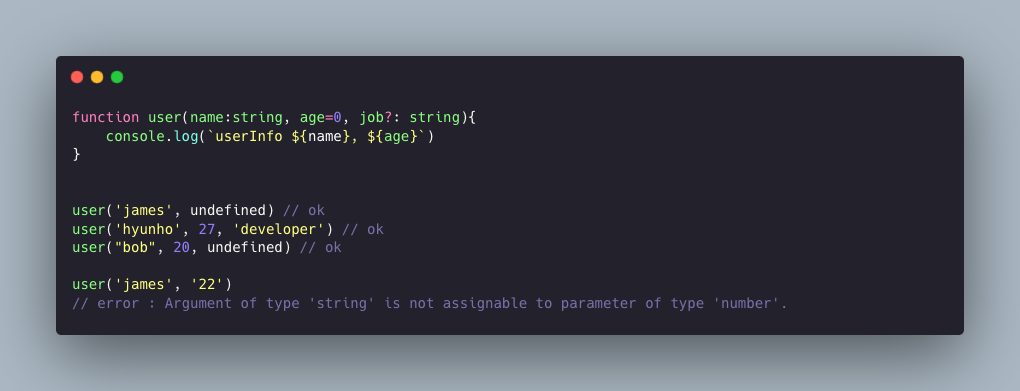 function user(name:string, age=0, job?: string){
    console.log(`userInfo ${name}, ${age}`)
}
user('james', undefined) // ok
user('hyunho', 27, 'developer') // ok
user("bob", 20, undefined) // ok
user('james', '22')
// error : Argument of type 'string' is not assignable to parameter of type 'number'.